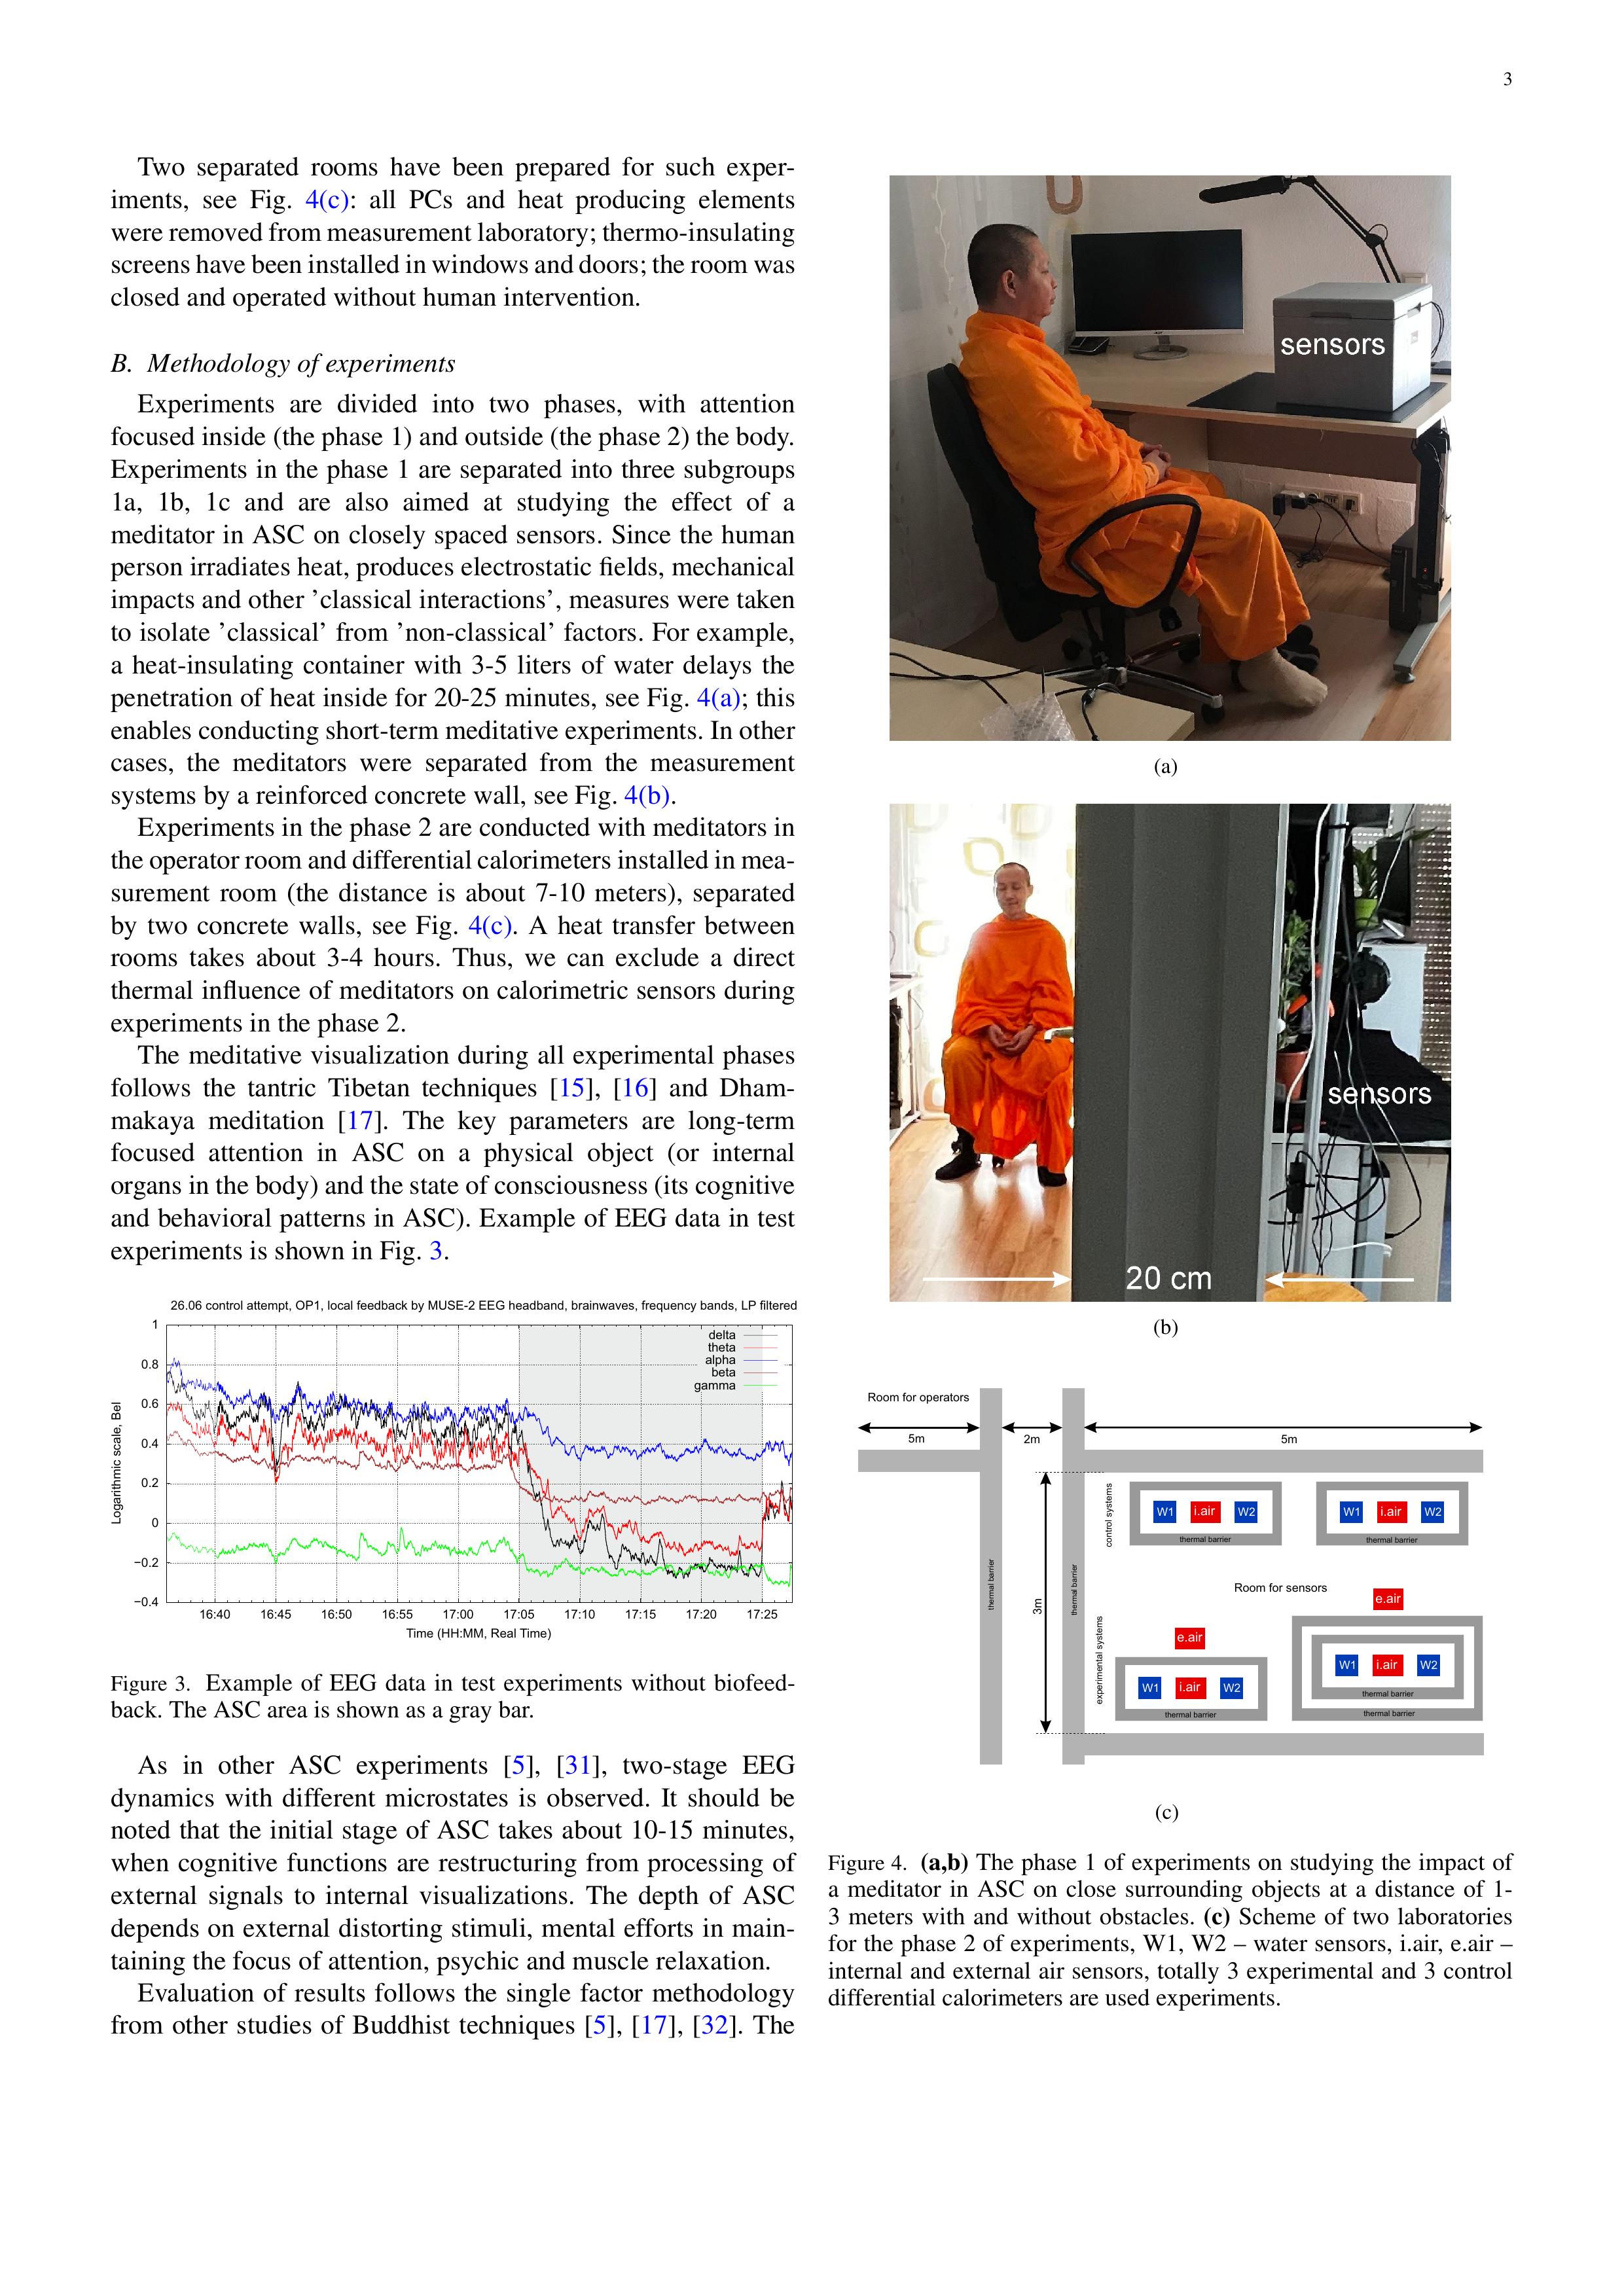 3
Two separated rooms have been prepared for such exper-
iments, see Fig. 4(c): all PCs and heat producing elements
were removed from measurement laboratory; thermo-insulating
screens have been installed in windows and doors; the room was
closed and operated without human intervention.
B. Methodology of experiments
Experiments are divided into two phases, with attention
focused inside (the phase 1) and outside (the phase 2) the body.
Experiments in the phase 1 are separated into three subgroups
1a, 1b, 1c and are also aimed at studying the effect of a
meditator in ASC on closely spaced sensors. Since the human
person irradiates heat, produces electrostatic fields, mechanical
impacts and other 'classical interactions', measures were taken
to isolate 'classical' from 'non-classical' factors. For example,
a heat-insulating container with 3-5 liters of water delays the
penetration of heat inside for 20-25 minutes, see Fig. 4(a); this
enables conducting short-term meditative experiments. In other
cases, the meditators were separated from the measurement
systems by a reinforced concrete wall, see Fig. 4(b).
Experiments in the phase 2 are conducted with meditators in
the operator room and differential calorimeters installed in mea-
surement room (the distance is about 7-10 meters), separated
by two concrete walls, see Fig. 4(c). A heat transfer between
rooms takes about 3-4 hours. Thus, we can exclude a direct
thermal influence of meditators on calorimetric sensors during
experiments in the phase 2.
The meditative visualization during all experimental phases
follows the tantric Tibetan techniques [15], [16] and Dham-
makaya meditation [17]. The key parameters are long-term
focused attention in ASC on a physical object (or internal
organs in the body) and the state of consciousness (its cognitive
and behavioral patterns in ASC). Example of EEG data in test
experiments is shown in Fig. 3.
26.06 control attempt, OP1, local feedback by MUSE-2 EEG headband, brainwaves, frequency bands, LP filtered
delta
theta
alpha
beta
gamma
Logarithmic scale, Bel
1
0.8
0.6
0.4
0.2
0
−0.2
−0.4
16:40 16:45 16:50 16:55 17:00 17:05 17:10 17:15 17:20 17:25
Time (HH:MM, Real Time)
Figure 3. Example of EEG data in test experiments without biofeed-
back. The ASC area is shown as a gray bar.
As in other ASC experiments [5], [31], two-stage EEG
dynamics with different microstates is observed. It should be
noted that the initial stage of ASC takes about 10-15 minutes,
when cognitive functions are restructuring from processing of
external signals to internal visualizations. The depth of ASC
depends on external distorting stimuli, mental efforts in main-
taining the focus of attention, psychic and muscle relaxation.
Evaluation of results follows the single factor methodology
from other studies of Buddhist techniques [5], [17], [32]. The
sensors
(a)
sensors
20 cm
(b)
Room for operators
5m 2m 5m
control systems
W1 i.air W2 W1 i.air W2
thermal barrier thermal barrier
thermal barrier
thermal barrier
3m
Room for sensors
e.air
e.air
experimental systems
W1 i.air W2
thermal barrier
W1 i.air W2
thermal barrier
thermal barrier
(c)
Figure 4. (a,b) The phase 1 of experiments on studying the impact of
a meditator in ASC on close surrounding objects at a distance of 1-
3 meters with and without obstacles. (c) Scheme of two laboratories
for the phase 2 of experiments, W1, W2 – water sensors, i.air, e.air –
internal and external air sensors, totally 3 experimental and 3 control
differential calorimeters are used experiments.